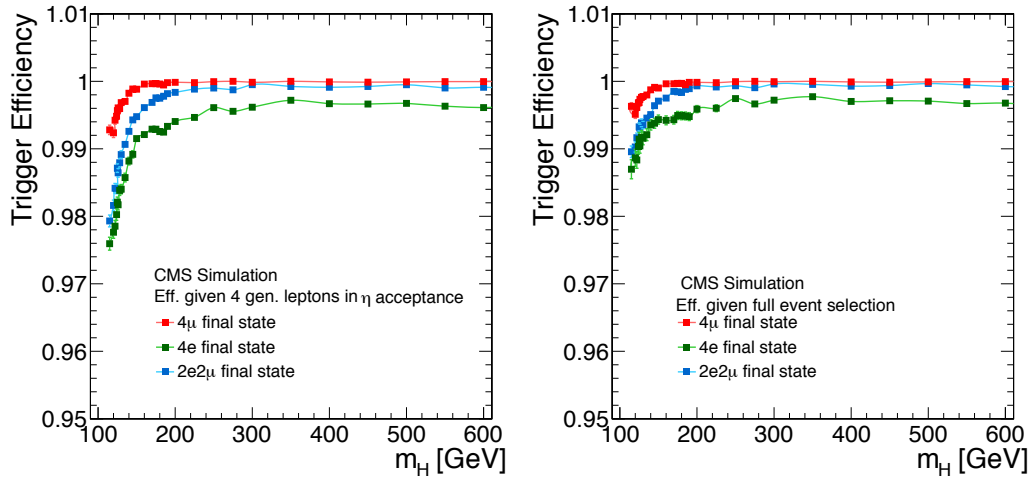 1.01
1
0.99
0.98
0.97
0.96
0.95
Trigger Efficiency
CMS Simulation
Eff. given 4 gen. leptons in η acceptance
4μ final state
4e final state
2e2μ final state
100 200 300 400 500 600
m_H [GeV]
1.01
1
0.99
0.98
0.97
0.96
0.95
Trigger Efficiency
CMS Simulation
Eff. given full event selection
4μ final state
4e final state
2e2μ final state
100 200 300 400 500 600
m_H [GeV]